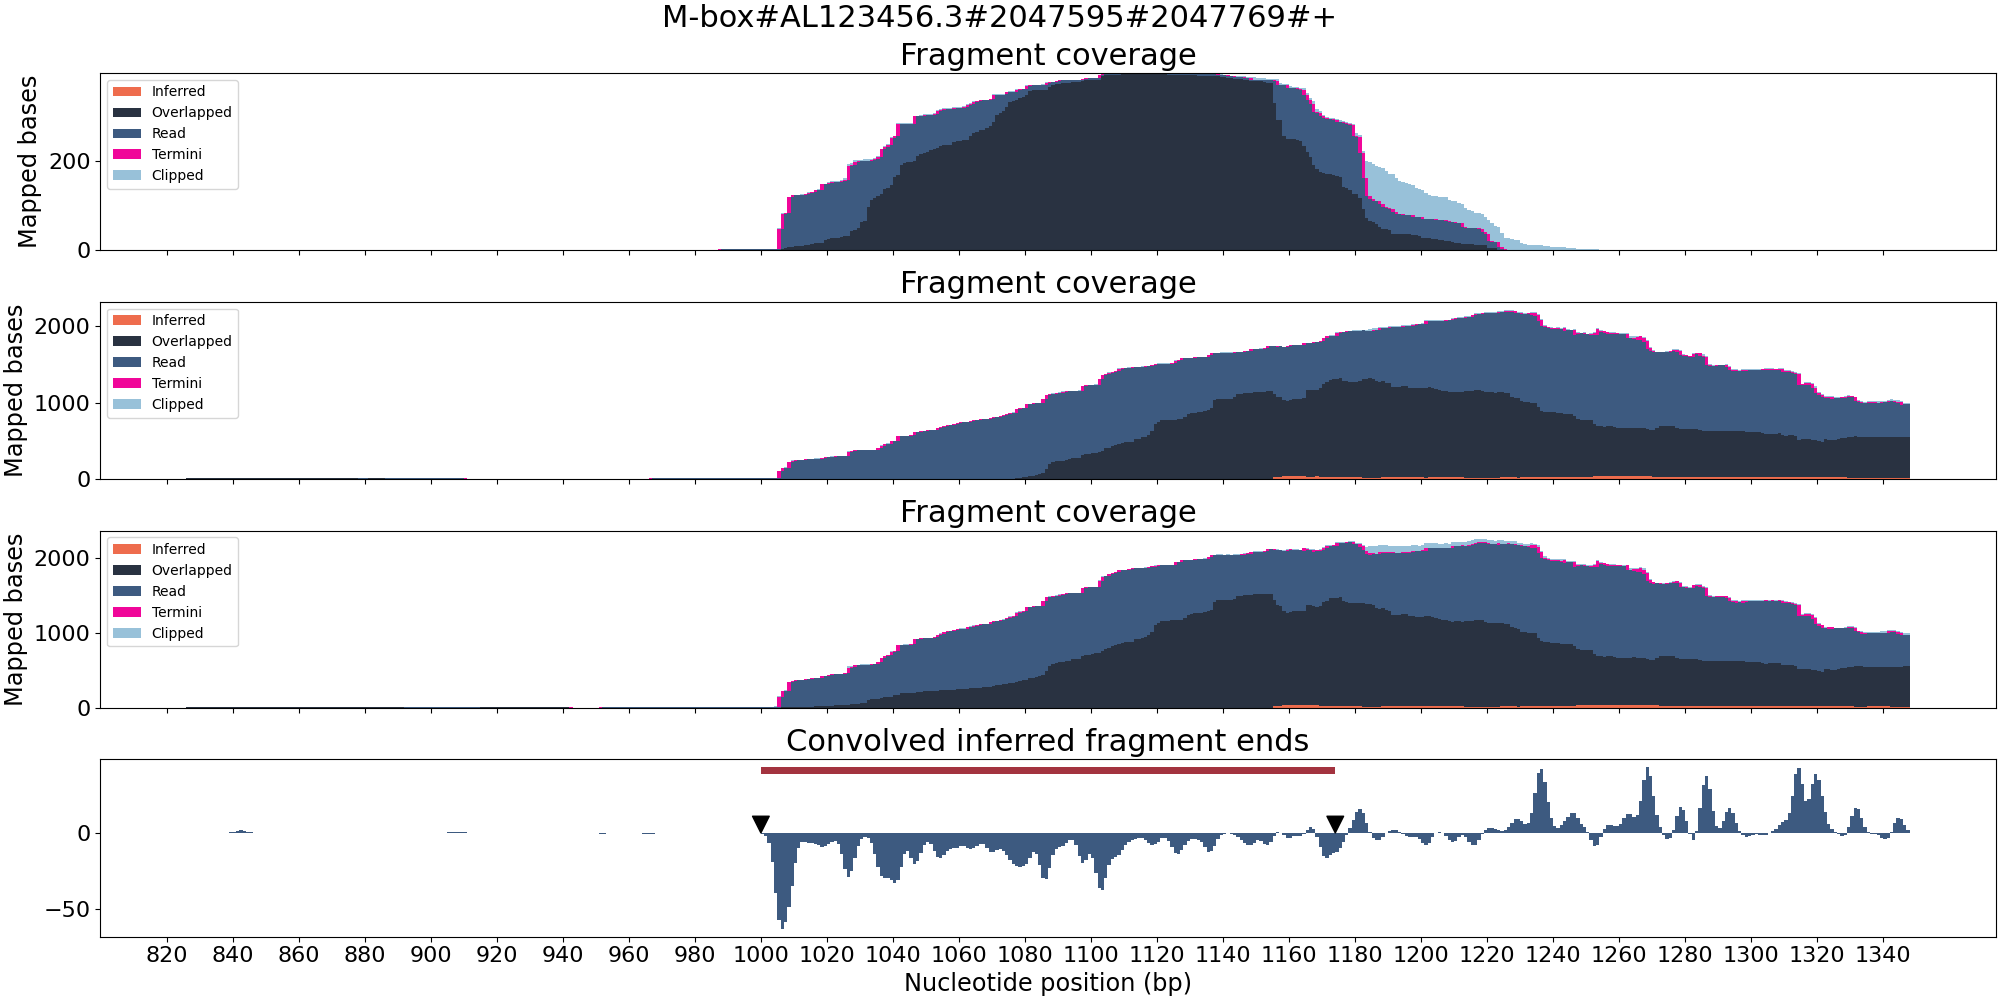 M-box#AL123456.3#2047595#2047769#+
Fragment coverage
Mapped bases
200
0
Inferred
Overlapped
Read
Termini
Clipped
Fragment coverage
Mapped bases
2000
1000
0
Inferred
Overlapped
Read
Termini
Clipped
Fragment coverage
Mapped bases
2000
1000
0
Inferred
Overlapped
Read
Termini
Clipped
Convolved inferred fragment ends
0
−50
820 840 860 880 900 920 940 960 980 1000 1020 1040 1060 1080 1100 1120 1140 1160 1180 1200 1220 1240 1260 1280 1300 1320 1340
Nucleotide position (bp)